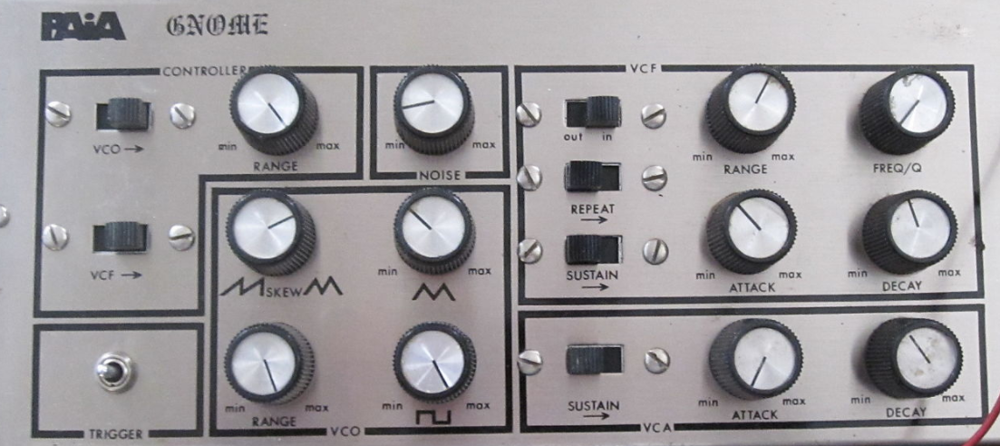 PAiA GNOME
CONTROLLER
VCO →
min max
RANGE
VCF →
TRIGGER
min max
NOISE
SKEW
min max
min max
RANGE
min max
VCO
VCF
out in
REPEAT
→
SUSTAIN
→
min max
RANGE
FREQ/Q
min max
ATTACK
min max
DECAY
SUSTAIN
→
min max
ATTACK
min max
DECAY
VCA